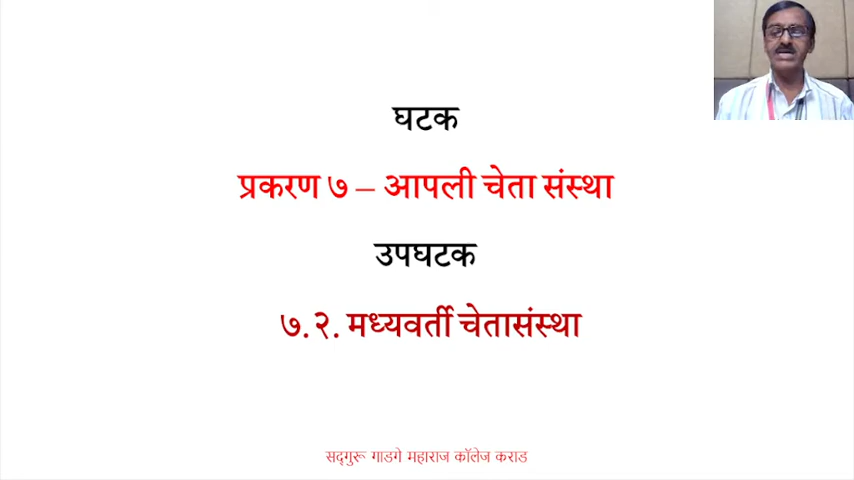 घटक
प्रकरण ७ – आपली चेता संस्था
उपघटक
७.२. मध्यवर्ती चेतासंस्था
सद्गुरू गाडगे महाराज कॉलेज कराड